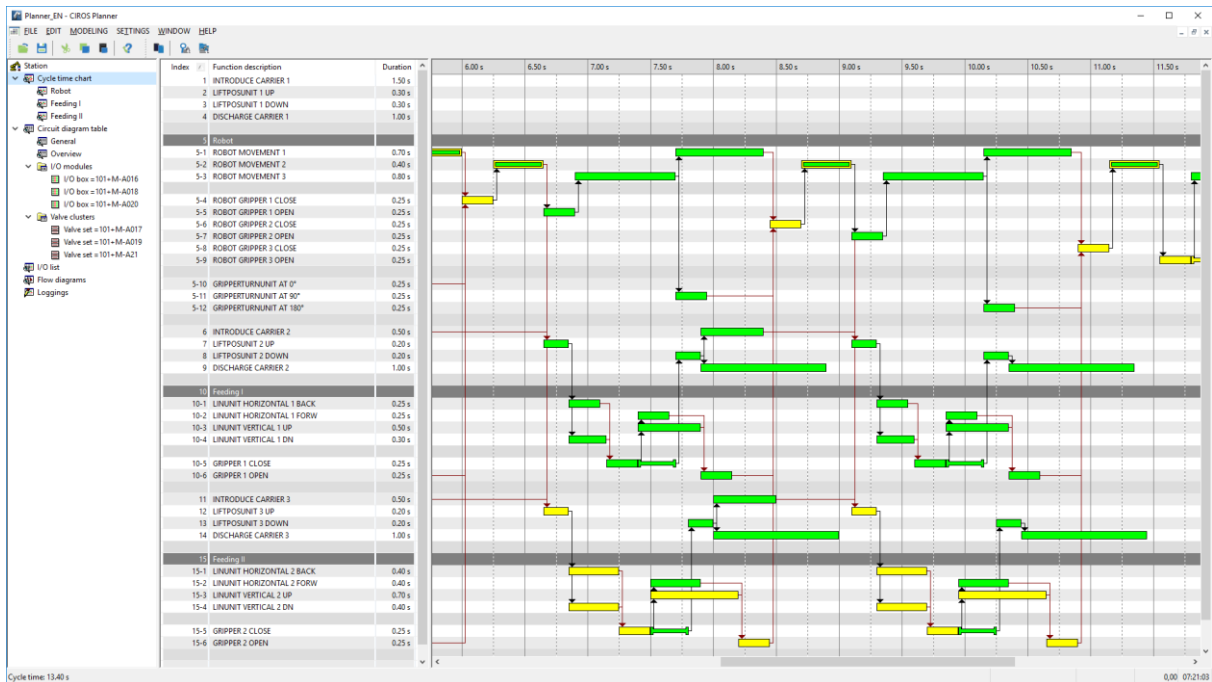 Planner_EN - CIROS Planner
FILE EDIT MODELING SETTINGS WINDOW HELP
Station
Cycle time chart
Robot
Feeding I
Feeding II
Circuit diagram table
General
Overview
I/O modules
I/O box =101+M-A016
I/O box =101+M-A018
I/O box =101+M-A020
Valve clusters
Valve set =101+M-A017
Valve set =101+M-A019
Valve set =101+M-A21
I/O list
Flow diagrams
Loggings
Index Function description Duration
6.00 s 6.50 s 7.00 s 7.50 s 8.00 s 8.50 s 9.00 s 9.50 s 10.00 s 10.50 s 11.00 s 11.50 s
1 INTRODUCE CARRIER 1 1.50 s
2 LIFTPOSUNIT 1 UP 0.30 s
3 LIFTPOSUNIT 1 DOWN 0.30 s
4 DISCHARGE CARRIER 1 1.00 s
5 Robot
5-1 ROBOT MOVEMENT 1 0.70 s
5-2 ROBOT MOVEMENT 2 0.40 s
5-3 ROBOT MOVEMENT 3 0.80 s
5-4 ROBOT GRIPPER 1 CLOSE 0.25 s
5-5 ROBOT GRIPPER 1 OPEN 0.25 s
5-6 ROBOT GRIPPER 2 CLOSE 0.25 s
5-7 ROBOT GRIPPER 2 OPEN 0.25 s
5-8 ROBOT GRIPPER 3 CLOSE 0.25 s
5-9 ROBOT GRIPPER 3 OPEN 0.25 s
5-10 GRIPPERTURNUNIT AT 0° 0.25 s
5-11 GRIPPERTURNUNIT AT 90° 0.25 s
5-12 GRIPPERTURNUNIT AT 180° 0.25 s
6 INTRODUCE CARRIER 2 0.50 s
7 LIFTPOSUNIT 2 UP 0.20 s
8 LIFTPOSUNIT 2 DOWN 0.20 s
9 DISCHARGE CARRIER 2 1.00 s
10 Feeding I
10-1 LINUNIT HORIZONTAL 1 BACK 0.25 s
10-2 LINUNIT HORIZONTAL 1 FORW 0.25 s
10-3 LINUNIT VERTICAL 1 UP 0.50 s
10-4 LINUNIT VERTICAL 1 DN 0.30 s
10-5 GRIPPER 1 CLOSE 0.25 s
10-6 GRIPPER 1 OPEN 0.25 s
11 INTRODUCE CARRIER 3 0.50 s
12 LIFTPOSUNIT 3 UP 0.20 s
13 LIFTPOSUNIT 3 DOWN 0.20 s
14 DISCHARGE CARRIER 3 1.00 s
15 Feeding II
15-1 LINUNIT HORIZONTAL 2 BACK 0.40 s
15-2 LINUNIT HORIZONTAL 2 FORW 0.40 s
15-3 LINUNIT VERTICAL 2 UP 0.70 s
15-4 LINUNIT VERTICAL 2 DN 0.40 s
15-5 GRIPPER 2 CLOSE 0.25 s
15-6 GRIPPER 2 OPEN 0.25 s
Cycle time: 13.40 s 0,00 07:21:03